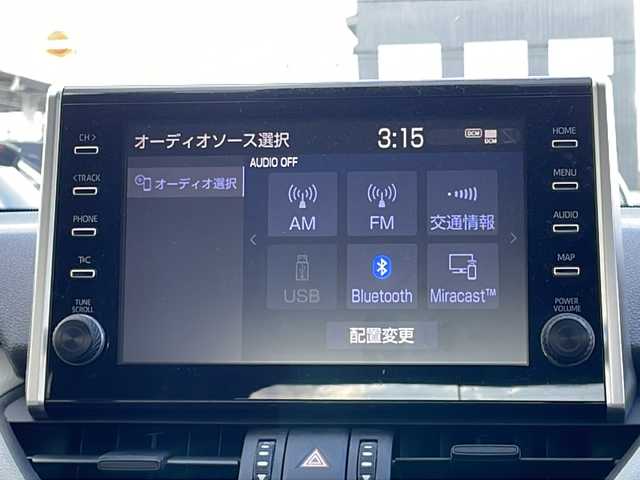 CH >
< TRACK
PHONE
TUNE
SCROLL
オーディオソース選択
3:15
DCM
DCM
AUDIO OFF
オーディオ選択
AM
FM
交通情報
USB
Bluetooth
Miracast™
配置変更
HOME
MENU
AUDIO
MAP
POWER
VOLUME